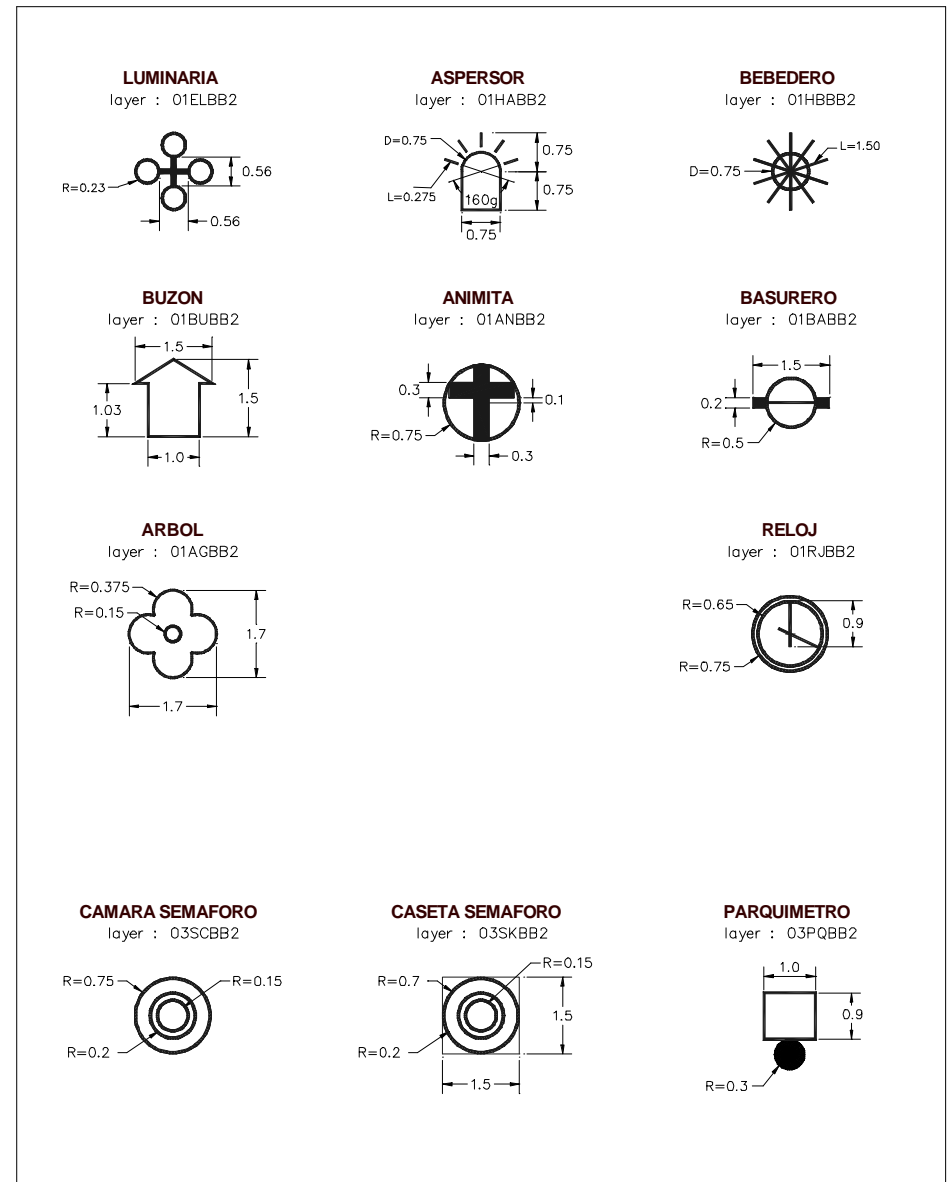 LUMINARIA
layer : 01ELBB2
R=0.23
0.56
0.56
ASPERSOR
layer : 01HABB2
D=0.75
L=0.275
160g
0.75
0.75
0.75
BEBEDERO
layer : 01HBBB2
L=1.50
D=0.75
BUZON
layer : 01BUBB2
1.5
1.03
1.5
1.0
ANIMITA
layer : 01ANBB2
0.3
0.1
R=0.75
0.3
BASURERO
layer : 01BABB2
1.5
0.2
R=0.5
ARBOL
layer : 01AGBB2
R=0.375
R=0.15
1.7
1.7
RELOJ
layer : 01RJBB2
R=0.65
0.9
R=0.75
CAMARA SEMAFORO
layer : 03SCBB2
R=0.75
R=0.15
R=0.2
CASETA SEMAFORO
layer : 03SKBB2
R=0.15
R=0.7
1.5
R=0.2
1.5
PARQUIMETRO
layer : 03PQBB2
1.0
0.9
R=0.3